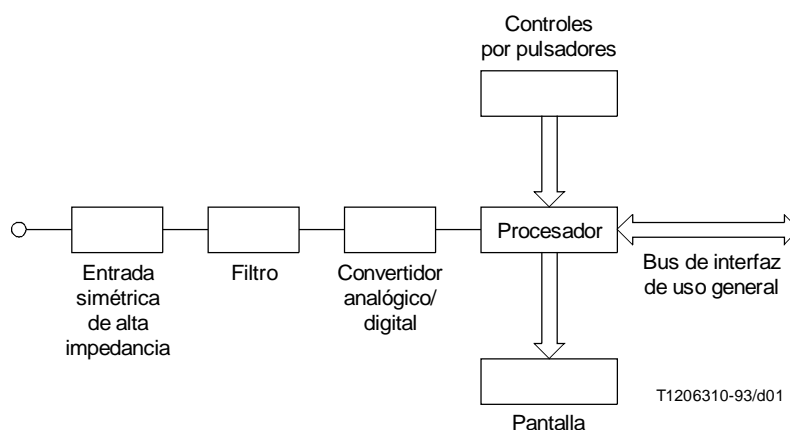 Controles
por pulsadores
Procesador
Entrada
simétrica
de alta
impedancia
Filtro
Convertidor
analógico/
digital
Bus de interfaz
de uso general
Pantalla
T1206310-93/d01